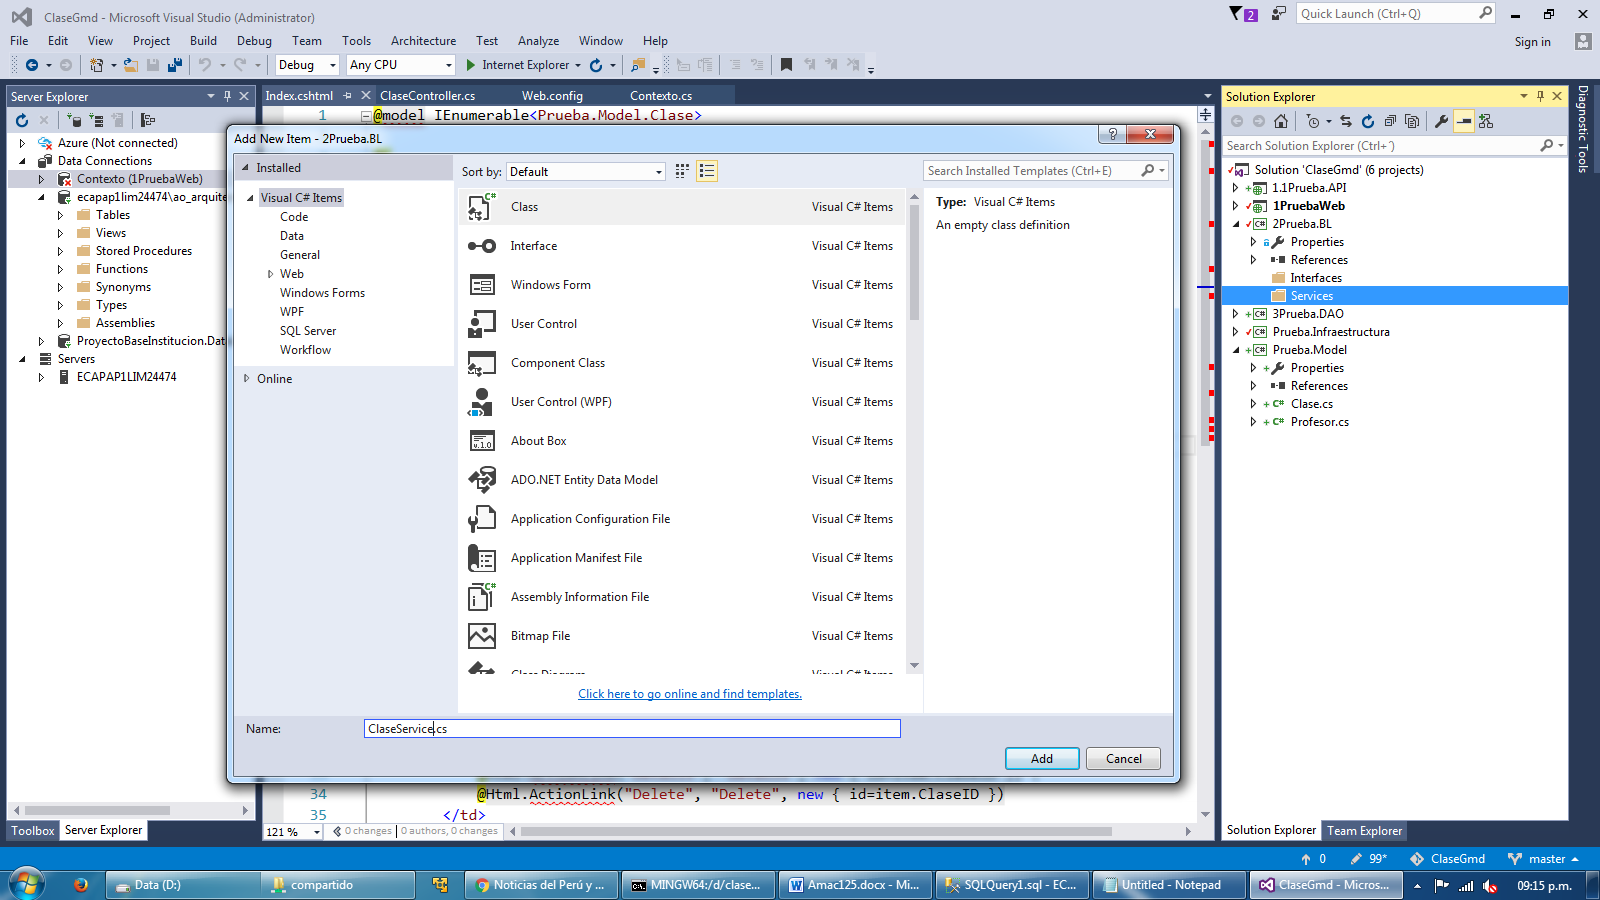 ClaseGmd - Microsoft Visual Studio (Administrator)
2
Quick Launch (Ctrl+Q)
File Edit View Project Build Debug Team Tools Architecture Test Analyze Window Help
Sign in
Debug Any CPU Internet Explorer
Server Explorer
Azure (Not connected)
Data Connections
Contexto (1PruebaWeb)
ecapap1lim24474\ao_arquite
Tables
Views
Stored Procedures
Functions
Synonyms
Types
Assemblies
ProyectoBaseInstitucion.Dat
Servers
ECAPAP1LIM24474
Toolbox Server Explorer
Index.cshtml ClaseController.cs Web.config Contexto.cs
1 @model IEnumerable<Prueba.Model.Clase>
Add New Item - 2Prueba.BL
?
Installed
Visual C# Items
Code
Data
General
Web
Windows Forms
WPF
SQL Server
Workflow
Online
Sort by: Default
Search Installed Templates (Ctrl+E)
Class Visual C# Items
Interface Visual C# Items
Windows Form Visual C# Items
User Control Visual C# Items
Component Class Visual C# Items
User Control (WPF) Visual C# Items
About Box Visual C# Items
ADO.NET Entity Data Model Visual C# Items
Application Configuration File Visual C# Items
Application Manifest File Visual C# Items
Assembly Information File Visual C# Items
Bitmap File Visual C# Items
Class Diagram Visual C# Items
Click here to go online and find templates.
Type: Visual C# Items
An empty class definition
Name: ClaseService.cs
Add Cancel
34 @Html.ActionLink("Delete", "Delete", new { id=item.ClaseID })
35 </td>
121 % 0 changes | 0 authors, 0 changes
Solution Explorer
Search Solution Explorer (Ctrl+´)
Solution 'ClaseGmd' (6 projects)
1.1Prueba.API
1PruebaWeb
2Prueba.BL
Properties
References
Interfaces
Services
3Prueba.DAO
Prueba.Infraestructura
Prueba.Model
Properties
References
Clase.cs
Profesor.cs
Solution Explorer Team Explorer
Diagnostic Tools
0 99* ClaseGmd master
Data (D:) compartido Noticias del Perú y ... MINGW64:/d/clase... Amac125.docx - Mi... SQLQuery1.sql - EC... Untitled - Notepad ClaseGmd - Micros... 09:15 p.m.